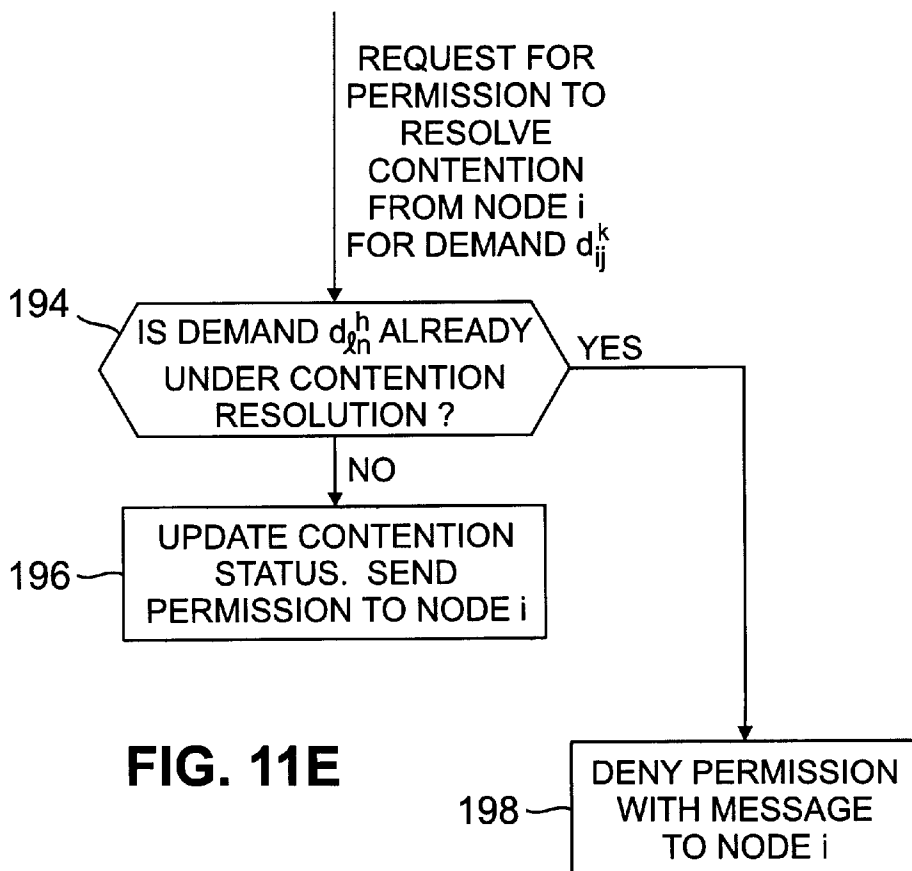 REQUEST FOR
PERMISSION TO
RESOLVE
CONTENTION
FROM NODE i
FOR DEMAND d_{ij}^{k}
194
IS DEMAND d_{ℓn}^{h} ALREADY
UNDER CONTENTION
RESOLUTION ?
YES
NO
196
UPDATE CONTENTION
STATUS. SEND
PERMISSION TO NODE i
FIG. 11E
198
DENY PERMISSION
WITH MESSAGE
TO NODE i